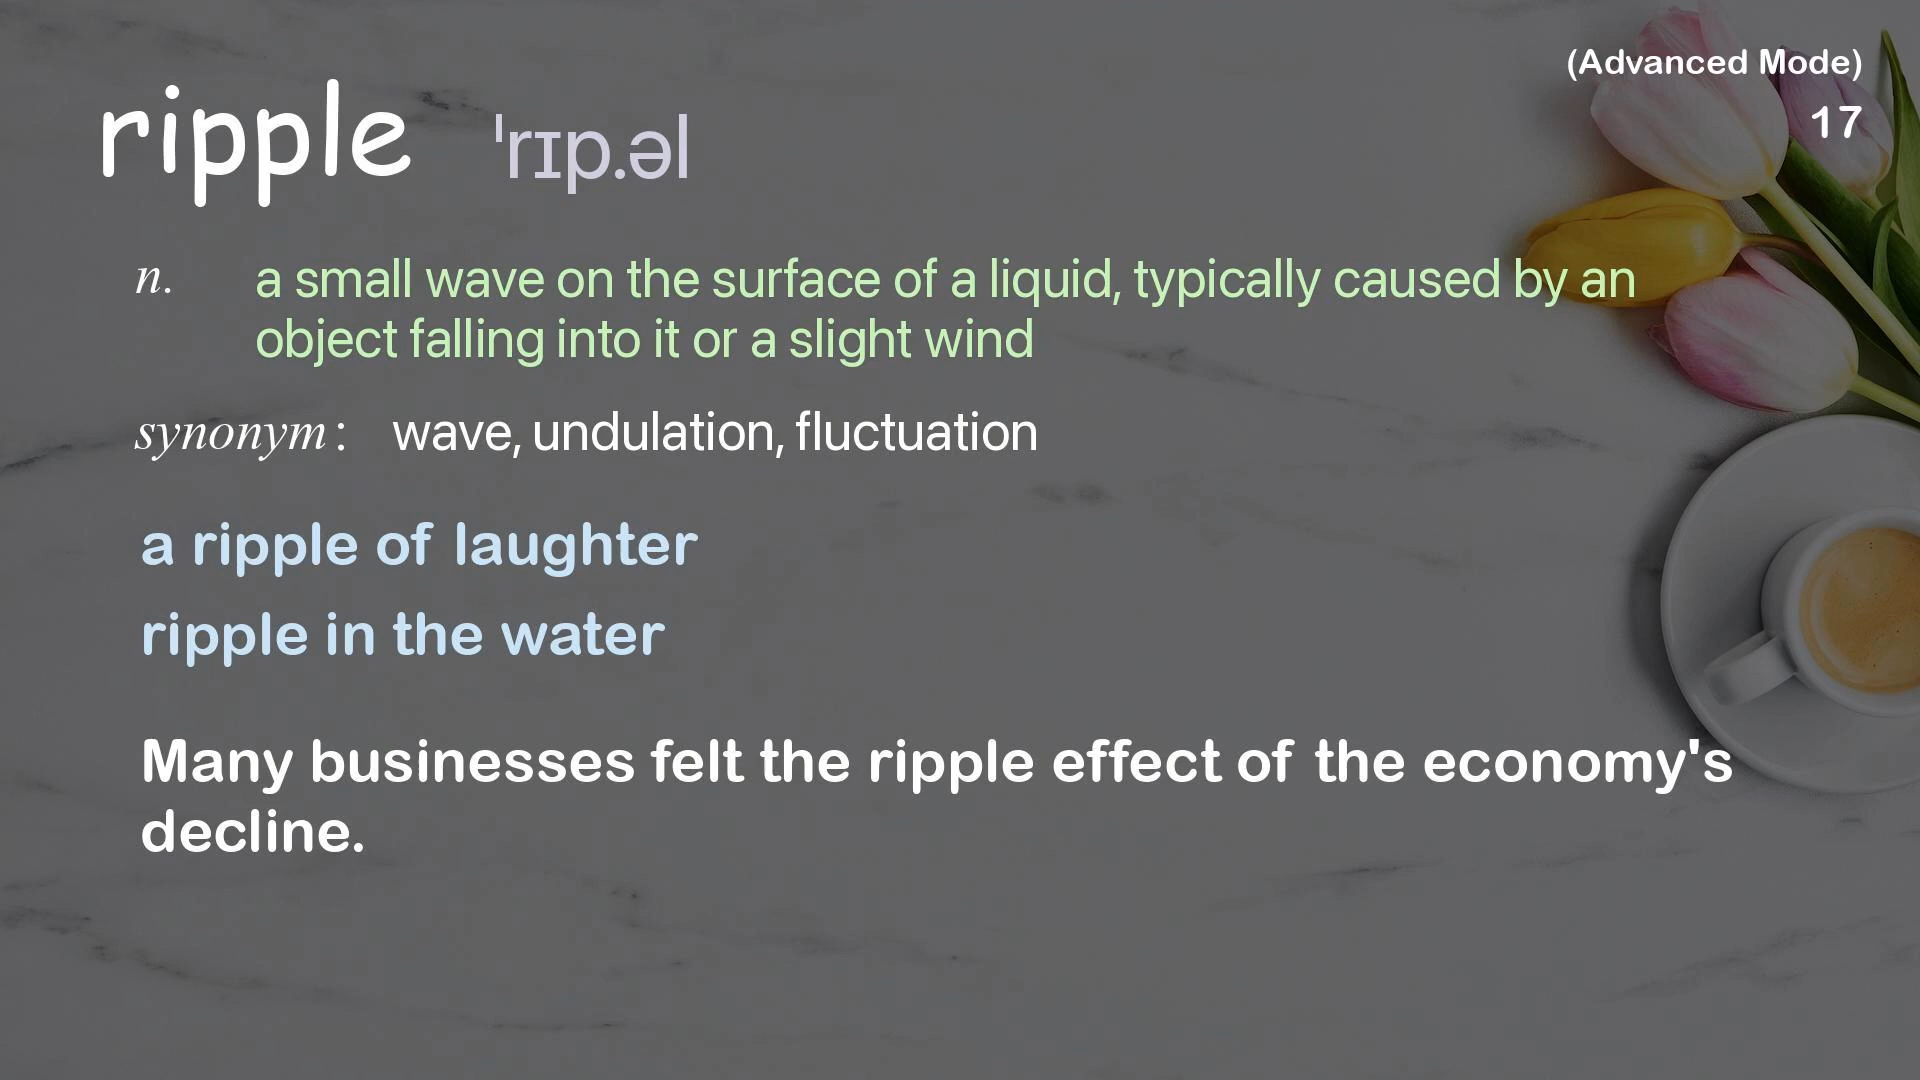 (Advanced Mode)
ripple ˈrɪp.əl
17
n. a small wave on the surface of a liquid, typically caused by an
object falling into it or a slight wind
synonym: wave, undulation, fluctuation
a ripple of laughter
ripple in the water
Many businesses felt the ripple effect of the economy's
decline.